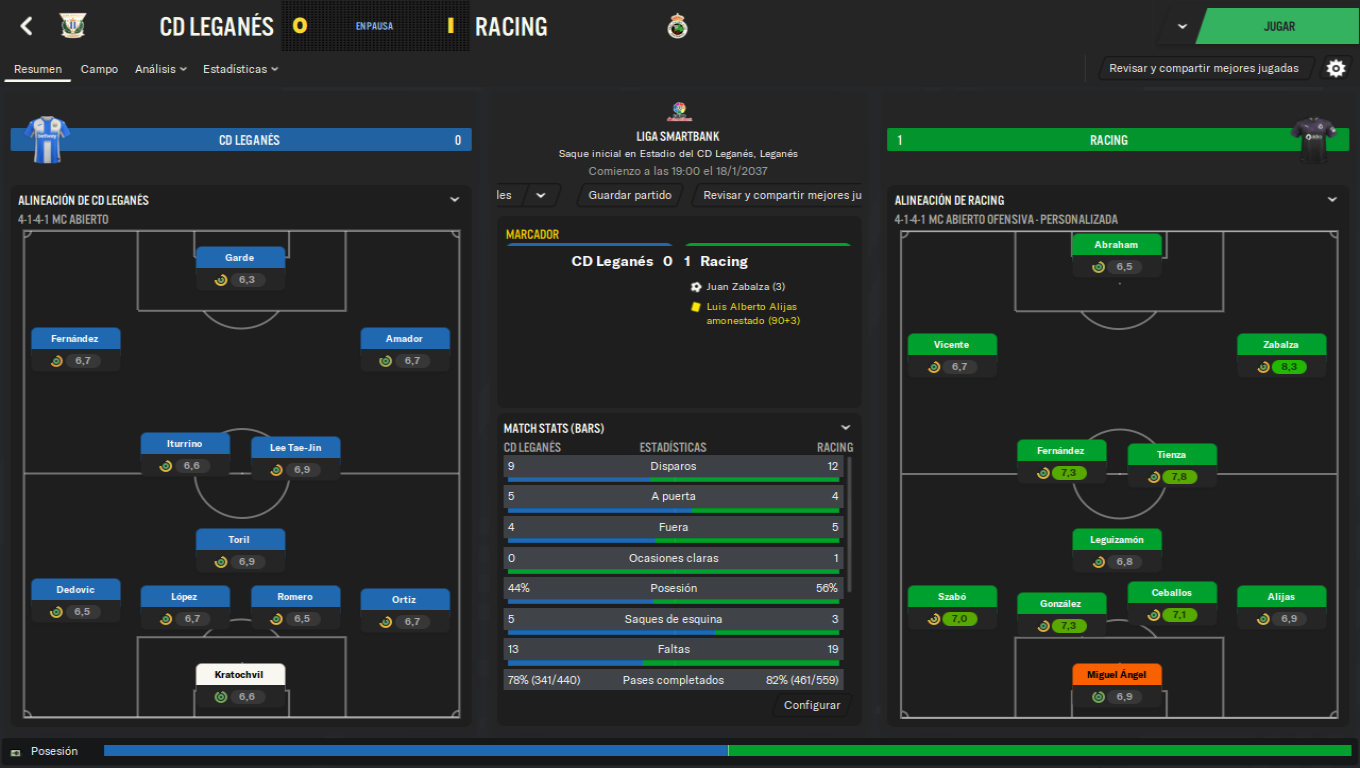 CD LEGANÉS
0
EN PAUSA
1
RACING
JUGAR
Resumen
Campo
Análisis
Estadísticas
Revisar y compartir mejores jugadas
CD LEGANÉS
0
LIGA SMARTBANK
Saque inicial en Estadio del CD Leganés, Leganés
Comienzo a las 19:00 el 18/1/2037
les
Guardar partido
Revisar y compartir mejores ju
1
RACING
ALINEACIÓN DE CD LEGANÉS
4-1-4-1 MC ABIERTO
Garde
6,3
Fernández
6,7
Amador
6,7
Iturrino
6,6
Lee Tae-Jin
6,9
Toril
6,9
Dedovic
6,5
López
6,7
Romero
6,5
Ortiz
6,7
Kratochvil
6,6
MARCADOR
CD Leganés 0 1 Racing
Juan Zabalza (3)
Luis Alberto Alijas
amonestado (90+3)
MATCH STATS (BARS)
CD LEGANÉS ESTADÍSTICAS RACING
9 Disparos 12
5 A puerta 4
4 Fuera 5
0 Ocasiones claras 1
44% Posesión 56%
5 Saques de esquina 3
13 Faltas 19
78% (341/440) Pases completados 82% (461/559)
Configurar
ALINEACIÓN DE RACING
4-1-4-1 MC ABIERTO OFENSIVA - PERSONALIZADA
Abraham
6,5
Vicente
6,7
Zabalza
8,3
Fernández
7,3
Tienza
7,8
Leguizamón
6,8
Szabó
7,0
González
7,3
Ceballos
7,1
Alijas
6,9
Miguel Ángel
6,9
Posesión